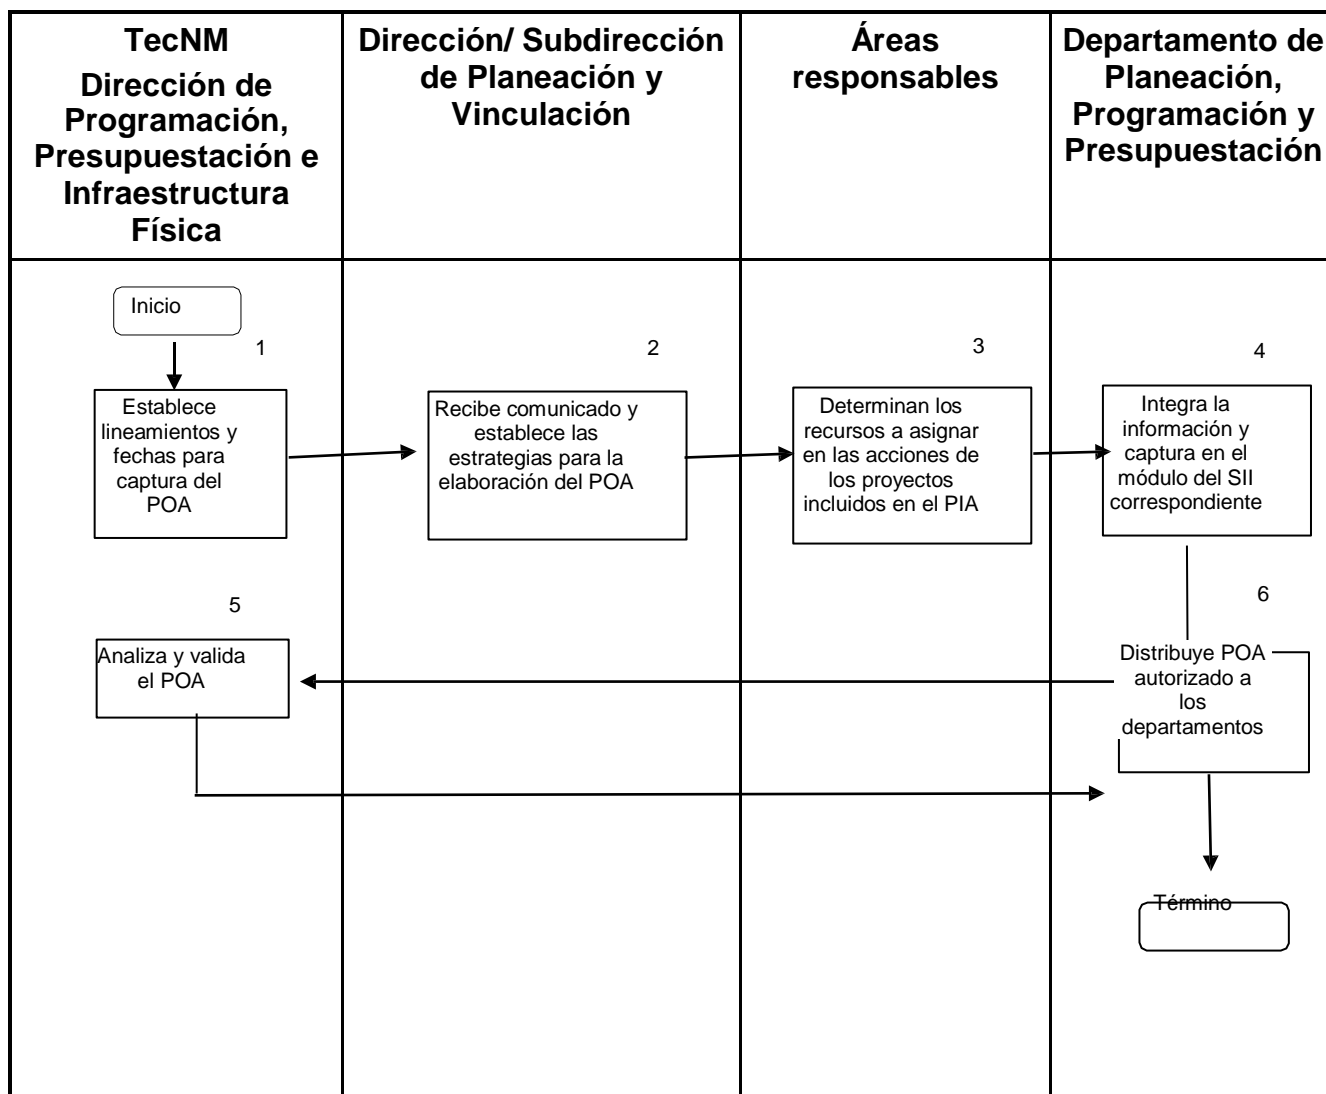 TecNM
Dirección de
Programación,
Presupuestación e
Infraestructura
Física
Dirección/ Subdirección
de Planeación y
Vinculación
Áreas
responsables
Departamento de
Planeación,
Programación y
Presupuestación
Inicio
1
Establece
lineamientos y
fechas para
captura del
POA
2
Recibe comunicado y
establece las
estrategias para la
elaboración del POA
3
Determinan los
recursos a asignar
en las acciones de
los proyectos
incluidos en el PIA
4
Integra la
información y
captura en el
módulo del SII
correspondiente
5
Analiza y valida
el POA
6
Distribuye POA
autorizado a
los
departamentos
Término